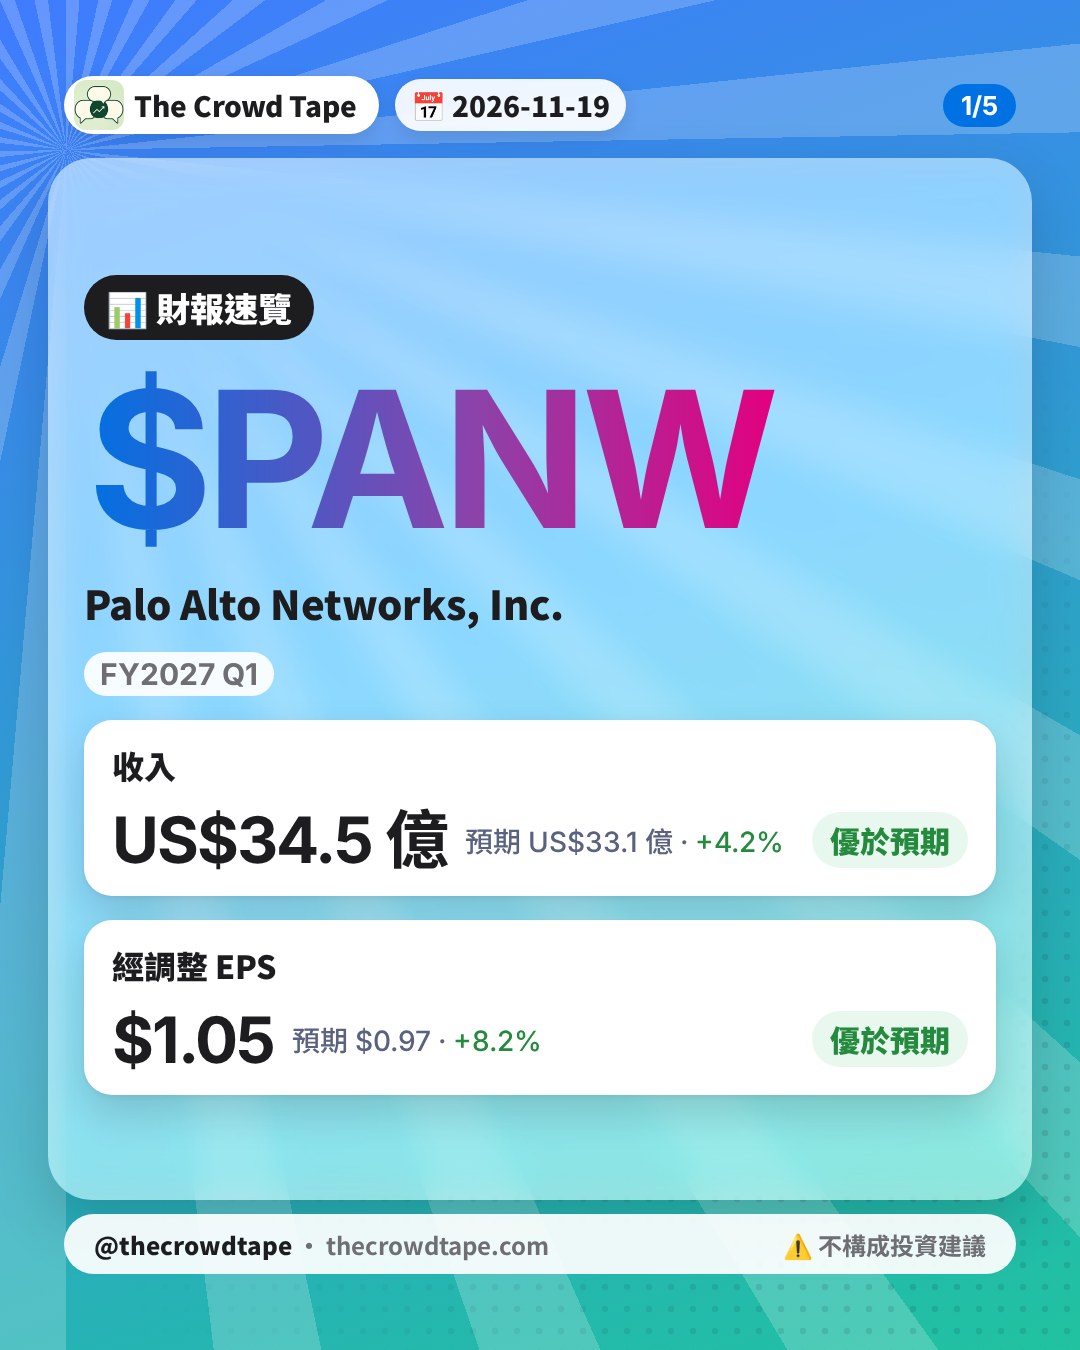 The Crowd Tape
2026-11-19
1/5
財報速覽
$PANW
Palo Alto Networks, Inc.
FY2027 Q1
收入
US$34.5 億 預期 US$33.1 億 · +4.2% 優於預期
經調整 EPS
$1.05 預期 $0.97 · +8.2% 優於預期
@thecrowdtape • thecrowdtape.com
不構成投資建議